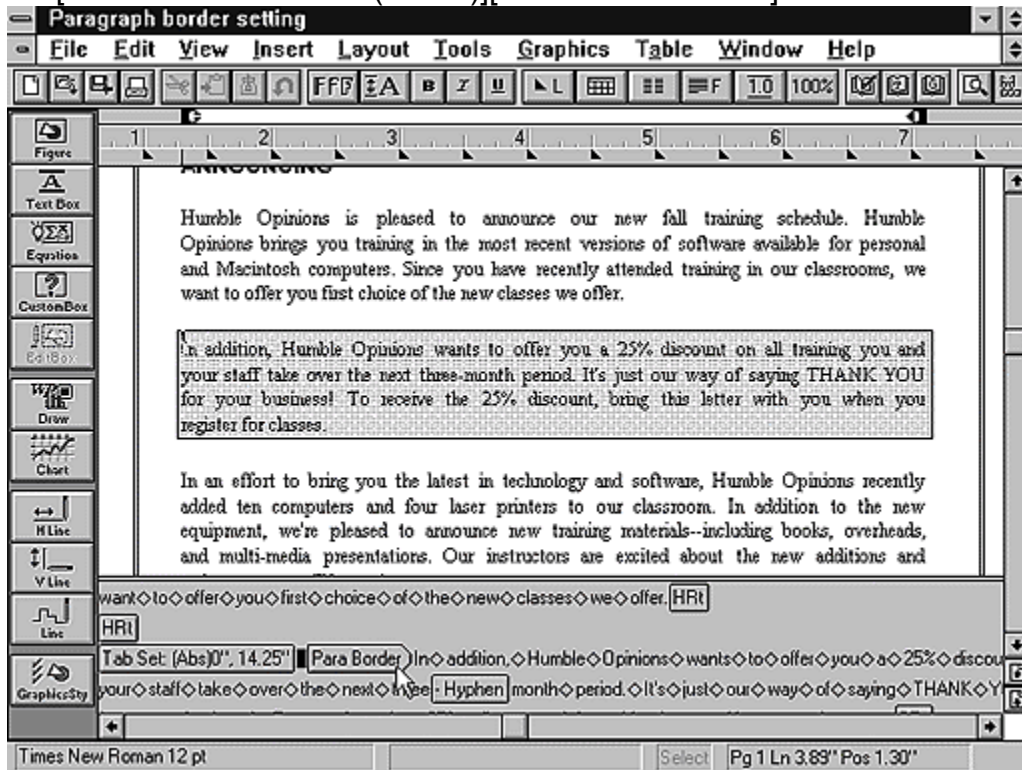 Paragraph border setting
File Edit View Insert Layout Tools Graphics Table Window Help
B I U L F 1.0 100%
Figure
Text Box
Equation
CustomBox
EditBox
Draw
Chart
H Line
V Line
Line
GraphicsSty
1 2 3 4 5 6 7
ANNOUNCING
Humble Opinions is pleased to announce our new fall training schedule. Humble
Opinions brings you training in the most recent versions of software available for personal
and Macintosh computers. Since you have recently attended training in our classrooms, we
want to offer you first choice of the new classes we offer.
In addition, Humble Opinions wants to offer you a 25% discount on all training you and
your staff take over the next three-month period. It's just our way of saying THANK YOU
for your business! To receive the 25% discount, bring this letter with you when you
register for classes.
In an effort to bring you the latest in technology and software, Humble Opinions recently
added ten computers and four laser printers to our classroom. In addition to the new
equipment, we're pleased to announce new training materials--including books, overheads,
and multi-media presentations. Our instructors are excited about the new additions and
want◇to◇offer◇you◇first◇choice◇of◇the◇new◇classes◇we◇offer. HRt
HRt
Tab Set: (Abs)0", 14.25" Para Border In◇addition,◇Humble◇Opinions◇wants◇to◇offer◇you◇a◇25%◇discou
your◇staff◇take◇over◇the◇next◇ - Hyphen month◇period.◇It's◇just◇our◇way◇of◇saying◇THANK◇Y
Times New Roman 12 pt Select Pg 1 Ln 3.89" Pos 1.30"